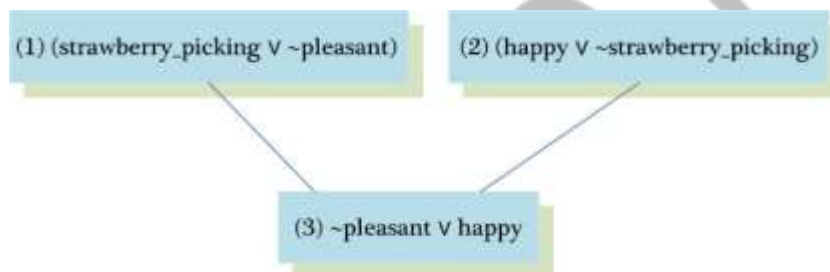 (1) (strawberry_picking ∨ ~pleasant)
(2) (happy ∨ ~strawberry_picking)
(3) ~pleasant ∨ happy